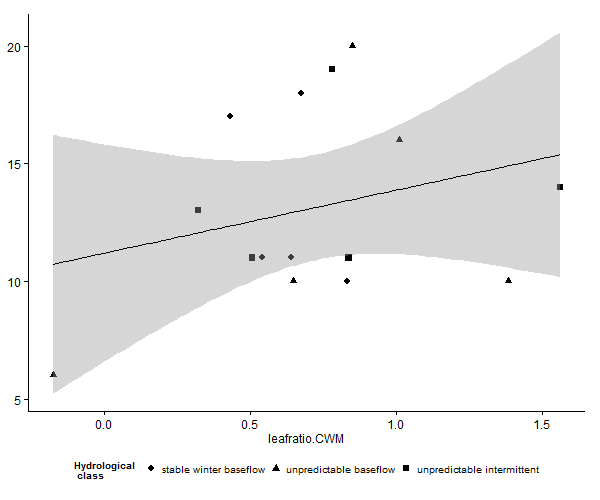 20
15
10
5
0.0 0.5 1.0 1.5
leafratio.CWM
Hydrological class stable winter baseflow unpredictable baseflow unpredictable intermittent